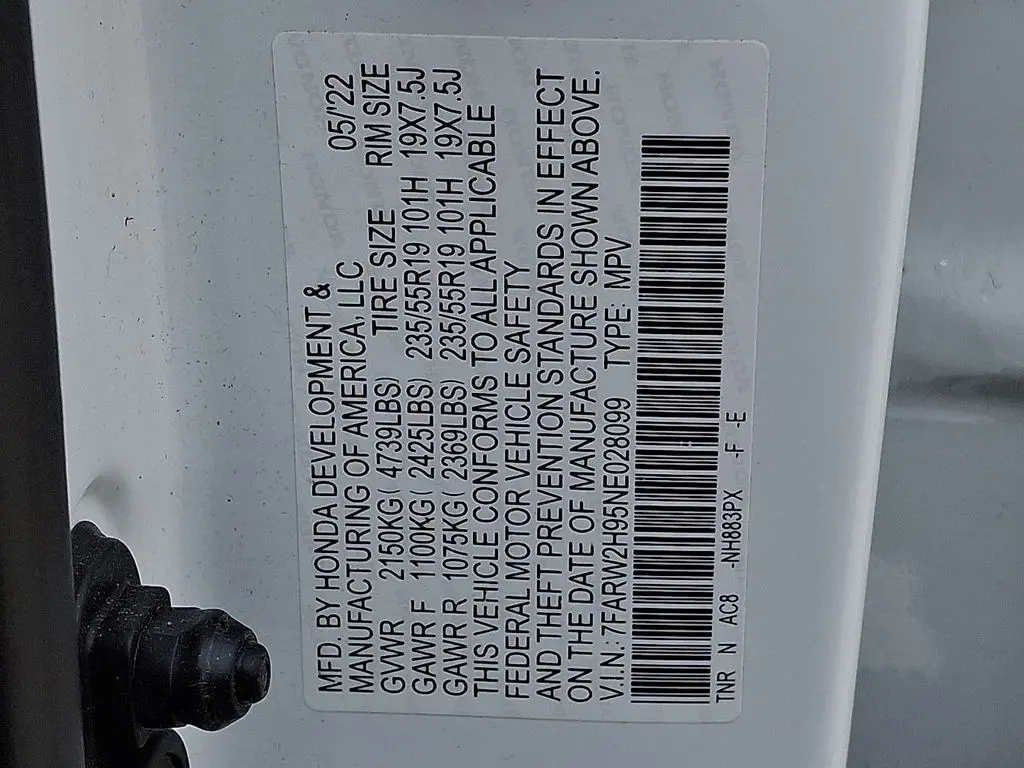 MFD. BY HONDA DEVELOPMENT &
MANUFACTURING OF AMERICA, LLC 05/'22
GVWR 2150KG( 4739LBS) TIRE SIZE RIM SIZE
GAWR F 1100KG( 2425LBS) 235/55R19 101H 19X7.5J
GAWR R 1075KG( 2369LBS) 235/55R19 101H 19X7.5J
THIS VEHICLE CONFORMS TO ALL APPLICABLE
FEDERAL MOTOR VEHICLE SAFETY
AND THEFT PREVENTION STANDARDS IN EFFECT
ON THE DATE OF MANUFACTURE SHOWN ABOVE.
V.I.N.: 7FARW2H95NE028099 TYPE: MPV
TNR N AC8 -NH883PX -F -E